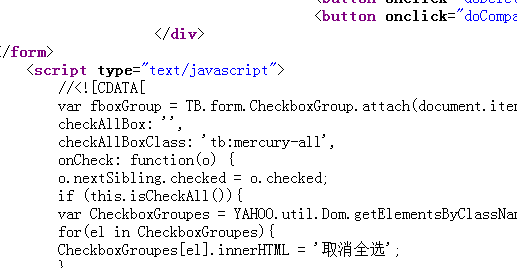 <button onclick="doDele
<button onclick="doCompa
</div>
/form>
<script type="text/javascript">
//<![CDATA[
var fboxGroup = TB.form.CheckboxGroup.attach(document.item
checkAllBox: '',
checkAllBoxClass: 'tb:mercury-all',
onCheck: function(o) {
o.nextSibling.checked = o.checked;
if (this.isCheckAll()){
var CheckboxGroupes = YAHOO.util.Dom.getElementsByClassNam
for(el in CheckboxGroupes){
CheckboxGroupes[el].innerHTML = '取消全选';
}